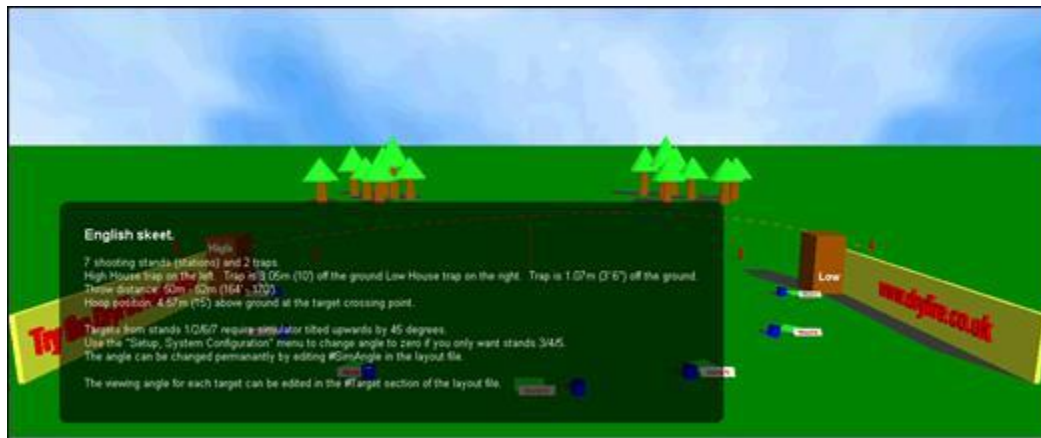 English skeet.
High
7 shooting stands (stations) and 2 traps
High House trap on the left. Trap is 3.05m (10') off the ground Low House trap on the right. Trap is 1.07m (3' 6") off the ground.
Throw distance: 50m - 52m (164' - 170')
Hoop position: 4.57m (15') above ground at the target crossing point.
Targets from stands 1/2/6/7 require simulator tilted upwards by 45 degrees.
Use the "Setup, System Configuration" menu to change angle to zero if you only want stands 3/4/5.
The angle can be changed permanantly by editing #SimAngle in the layout file.
The viewing angle for each target can be edited in the #Target section of the layout file.
Low
www.dryfire.co.uk
Try